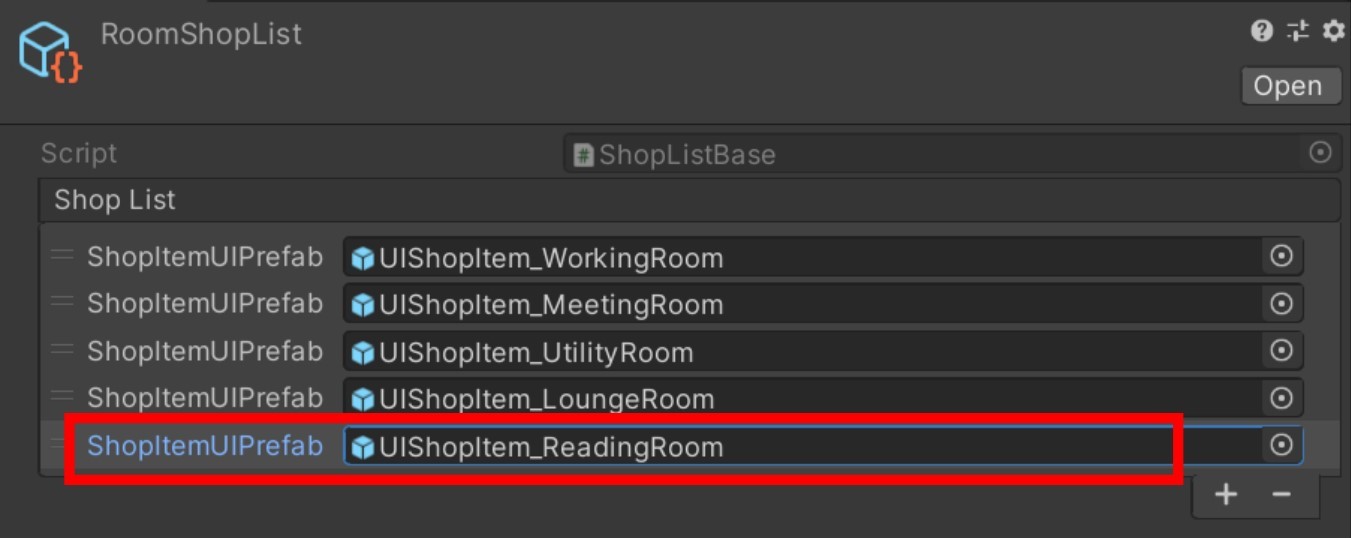 RoomShopList
Open
Script ShopListBase
Shop List
ShopItemUIPrefab UIShopItem_WorkingRoom
ShopItemUIPrefab UIShopItem_MeetingRoom
ShopItemUIPrefab UIShopItem_UtilityRoom
ShopItemUIPrefab UIShopItem_LoungeRoom
ShopItemUIPrefab UIShopItem_ReadingRoom